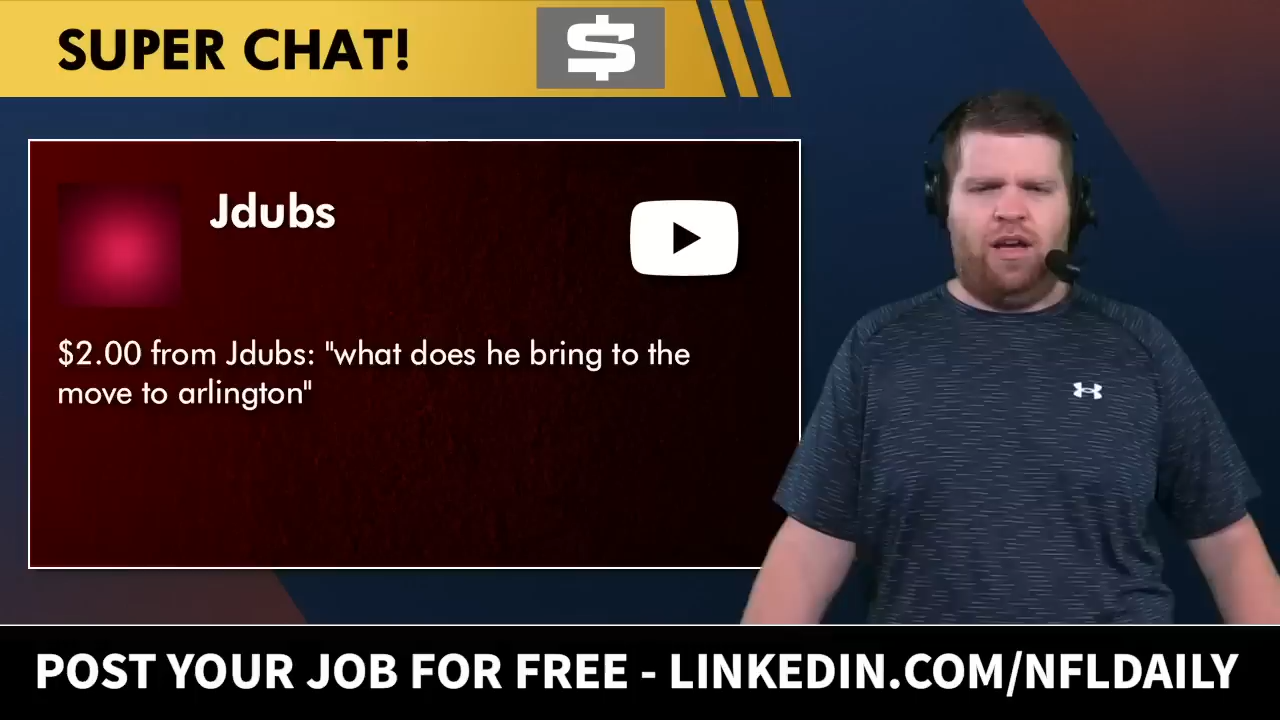 SUPER CHAT!
$
Jdubs
$2.00 from Jdubs: "what does he bring to the
move to arlington"
POST YOUR JOB FOR FREE - LINKEDIN.COM/NFLDAILY